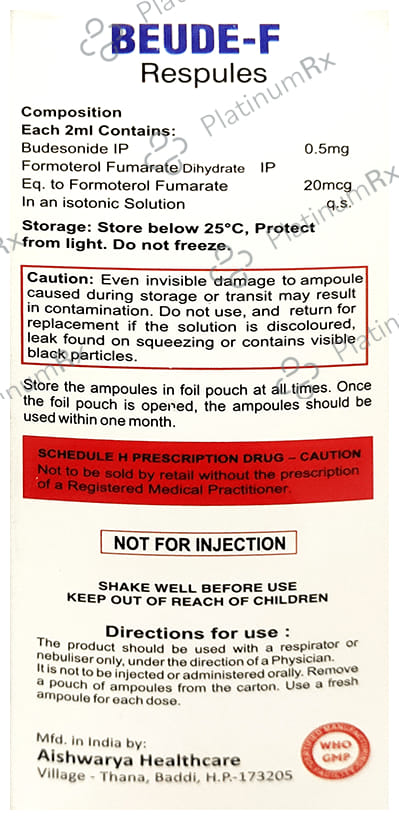 BEUDE-F
Respules
PlatinumRx
Composition
Each 2ml Contains:
Budesonide IP 0.5mg
Formoterol Fumarate Dihydrate IP
Eq. to Formoterol Fumarate 20mcg
In an isotonic Solution q.s.
PlatinumRx
Storage: Store below 25°C, Protect
from light. Do not freeze.
Caution: Even invisible damage to ampoule
caused during storage or transit may result
in contamination. Do not use, and return for
replacement if the solution is discoloured,
leak found on squeezing or contains visible
black particles.
Store the ampoules in foil pouch at all times. Once
the foil pouch is opened, the ampoules should be
used within one month.
SCHEDULE H PRESCRIPTION DRUG – CAUTION
Not to be sold by retail without the prescription
of a Registered Medical Practitioner.
NOT FOR INJECTION
SHAKE WELL BEFORE USE
KEEP OUT OF REACH OF CHILDREN
Directions for use :
The product should be used with a respirator or
nebuliser only, under the direction of a Physician.
It is not to be injected or administered orally. Remove
a pouch of ampoules from the carton. Use a fresh
ampoule for each dose.
Mfd. in India by:
Aishwarya Healthcare
Village - Thana, Baddi, H.P.-173205
CERTIFIED MANUFACTURING
WHO
GMP
FACILITY